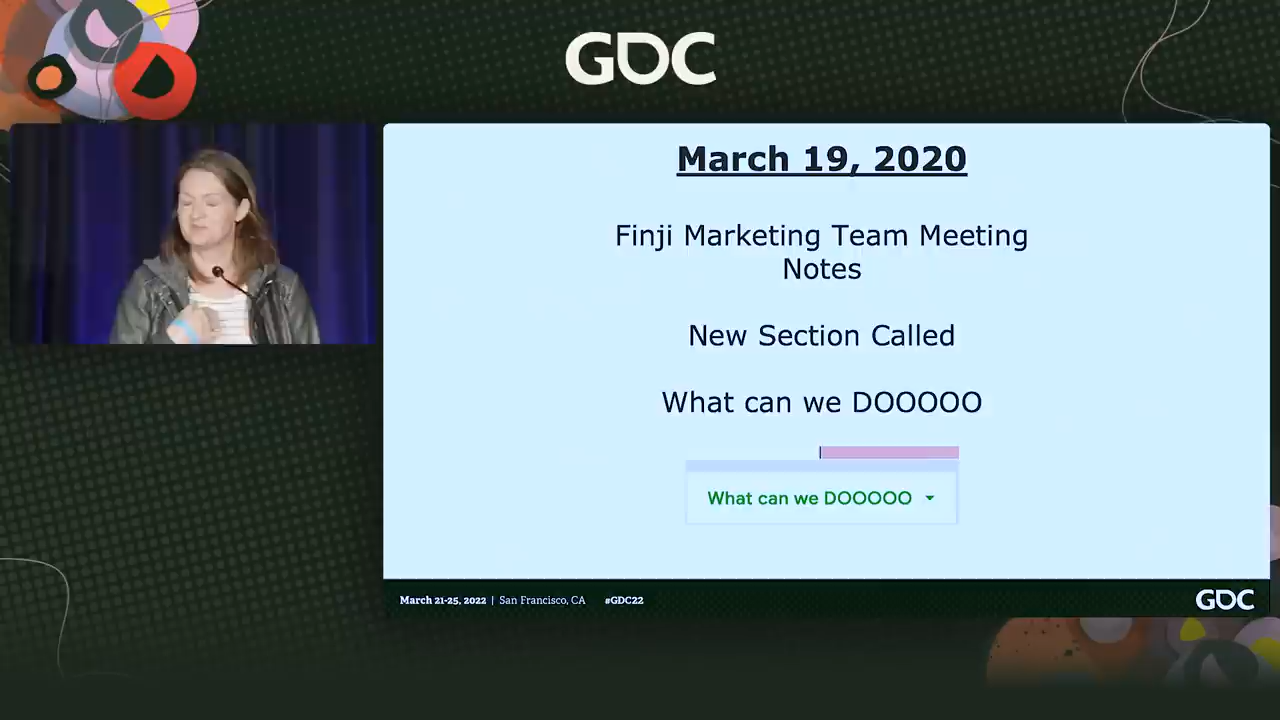 GDC
March 19, 2020
Finji Marketing Team Meeting
Notes
New Section Called
What can we DOOOOO
What can we DOOOOO
March 21-25, 2022 | San Francisco, CA #GDC22
GDC